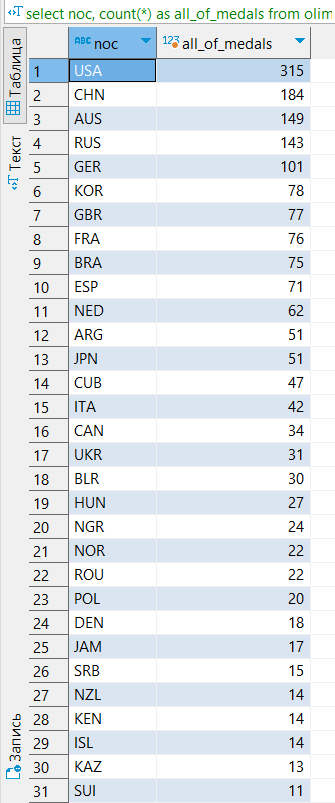 select noc, count(*) as all_of_medals from olim
Таблица
Текст
Запись
ABC noc 123 all_of_medals
1 USA 315
2 CHN 184
3 AUS 149
4 RUS 143
5 GER 101
6 KOR 78
7 GBR 77
8 FRA 76
9 BRA 75
10 ESP 71
11 NED 62
12 ARG 51
13 JPN 51
14 CUB 47
15 ITA 42
16 CAN 34
17 UKR 31
18 BLR 30
19 HUN 27
20 NGR 24
21 NOR 22
22 ROU 22
23 POL 20
24 DEN 18
25 JAM 17
26 SRB 15
27 NZL 14
28 KEN 14
29 ISL 14
30 KAZ 13
31 SUI 11